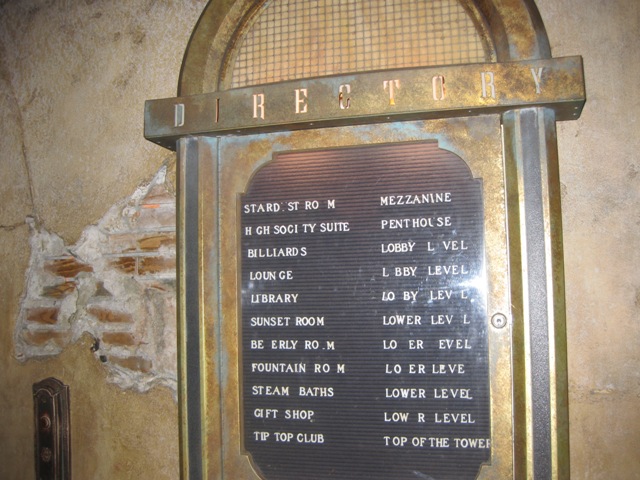 DIRECTORY
STARD ST RO M MEZZANINE
H GH SOCI TY SUITE PENTHOUSE
BILLIARDS LOBBY L VEL
LOUNGE L BBY LEVEL
LIBRARY LO BY LEV L
SUNSET ROOM LOWER LEV L
BE ERLY RO M LO ER EVEL
FOUNTAIN RO M LO ER LEVE
STEAM BATHS LOWER LEVEL
GIFT SHOP LOW R LEVEL
TIP TOP CLUB TOP OF THE TOWER